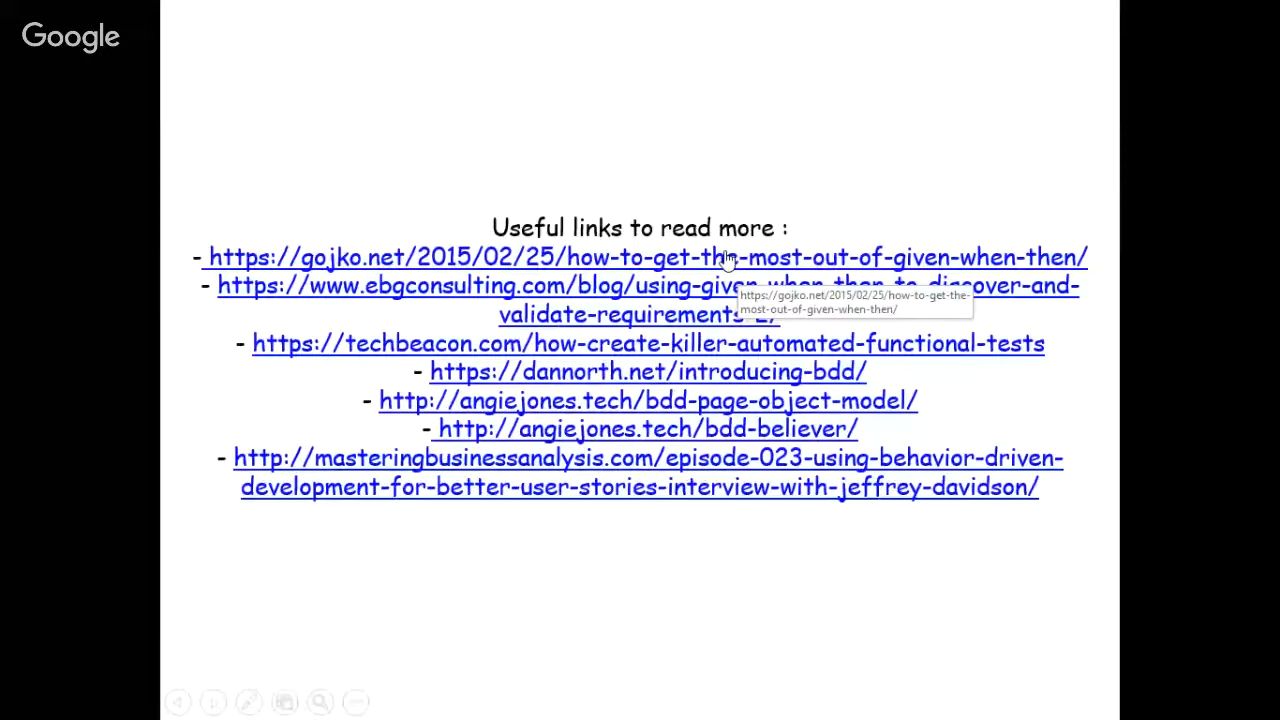 Google
Useful links to read more :
- https://gojko.net/2015/02/25/how-to-get-the-most-out-of-given-when-then/
- https://www.ebgconsulting.com/blog/using-given-when-then-to-discover-and-
validate-requirements-2/
https://gojko.net/2015/02/25/how-to-get-the-
most-out-of-given-when-then/
- https://techbeacon.com/how-create-killer-automated-functional-tests
- https://dannorth.net/introducing-bdd/
- http://angiejones.tech/bdd-page-object-model/
- http://angiejones.tech/bdd-believer/
- http://masteringbusinessanalysis.com/episode-023-using-behavior-driven-
development-for-better-user-stories-interview-with-jeffrey-davidson/